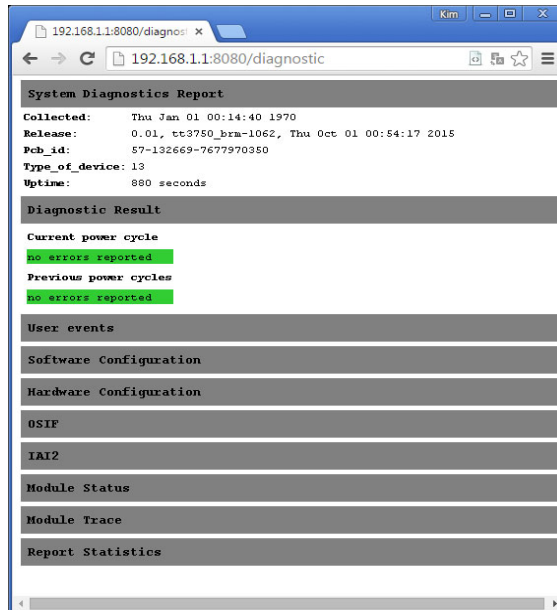 Kim
192.168.1.1:8080/diagnos
192.168.1.1:8080/diagnostic
System Diagnostics Report
Collected: Thu Jan 01 00:14:40 1970
Release: 0.01, tt3750_brm-1062, Thu Oct 01 00:54:17 2015
Pcb_id: 57-132669-7677970350
Type_of_device: 13
Uptime: 880 seconds
Diagnostic Result
Current power cycle
no errors reported
Previous power cycles
no errors reported
User events
Software Configuration
Hardware Configuration
OSIF
IAI2
Module Status
Module Trace
Report Statistics